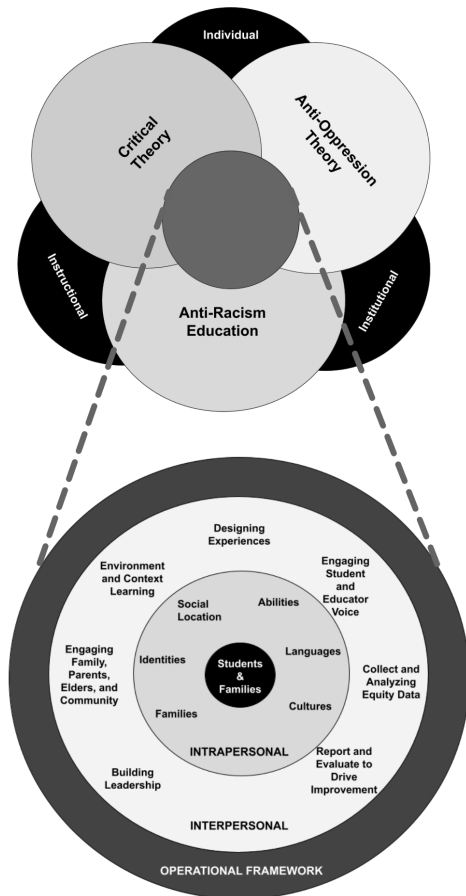 Individual
Critical
Theory
Anti-Oppression
Theory
Instructional
Institutional
Anti-Racism
Education
Designing
Experiences
Environment
and Context
Learning
Engaging
Student
and
Educator
Voice
Social
Location
Abilities
Engaging
Family,
Parents,
Elders, and
Community
Identities
Students
&
Families
Languages
Collect and
Analyzing
Equity Data
Families
Cultures
INTRAPERSONAL
Building
Leadership
Report and
Evaluate to
Drive
Improvement
INTERPERSONAL
OPERATIONAL FRAMEWORK